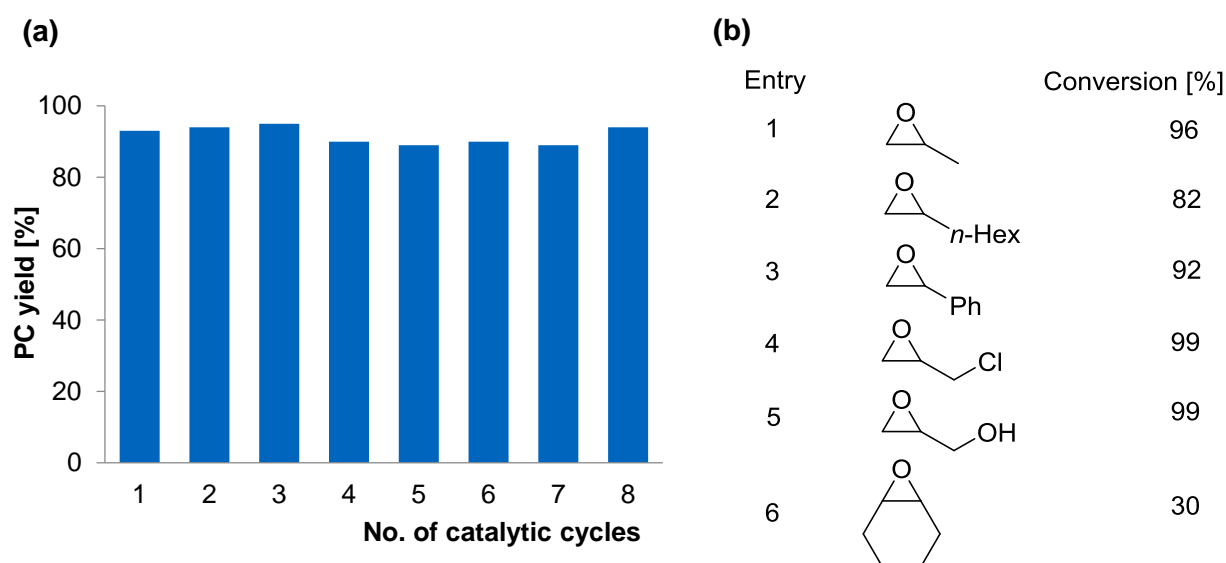 (a)
PC yield [%]
100
80
60
40
20
0
1 2 3 4 5 6 7 8
No. of catalytic cycles
(b)
Entry Conversion [%]
1 O 96
2 O n-Hex 82
3 O Ph 92
4 O Cl 99
5 O OH 99
6 O 30